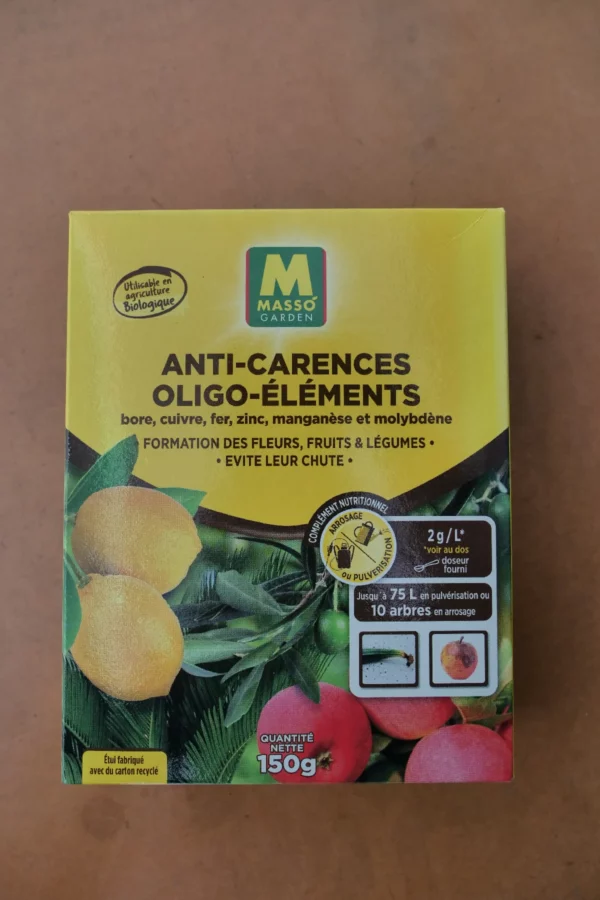 Utilisable en
agriculture
Biologique
M
MASSÓ
GARDEN
ANTI-CARENCES
OLIGO-ÉLÉMENTS
bore, cuivre, fer, zinc, manganèse et molybdène
FORMATION DES FLEURS, FRUITS & LÉGUMES •
• EVITE LEUR CHUTE •
COMPLÉMENT NUTRITIONNEL
ARROSAGE
OU PULVÉRISATION
2g/L*
*voir au dos
doseur
fourni
Jusqu'à 75 L en pulvérisation ou
10 arbres en arrosage
QUANTITÉ
NETTE
150g
Étui fabriqué
avec du carton recyclé